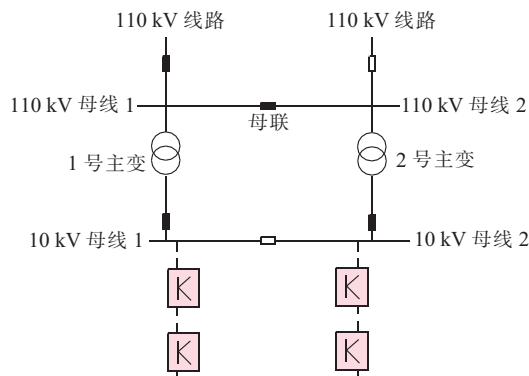 110 kV 线路
110 kV 线路
110 kV 母线 1
110 kV 母线 2
母联
1 号主变
2 号主变
10 kV 母线 1
10 kV 母线 2